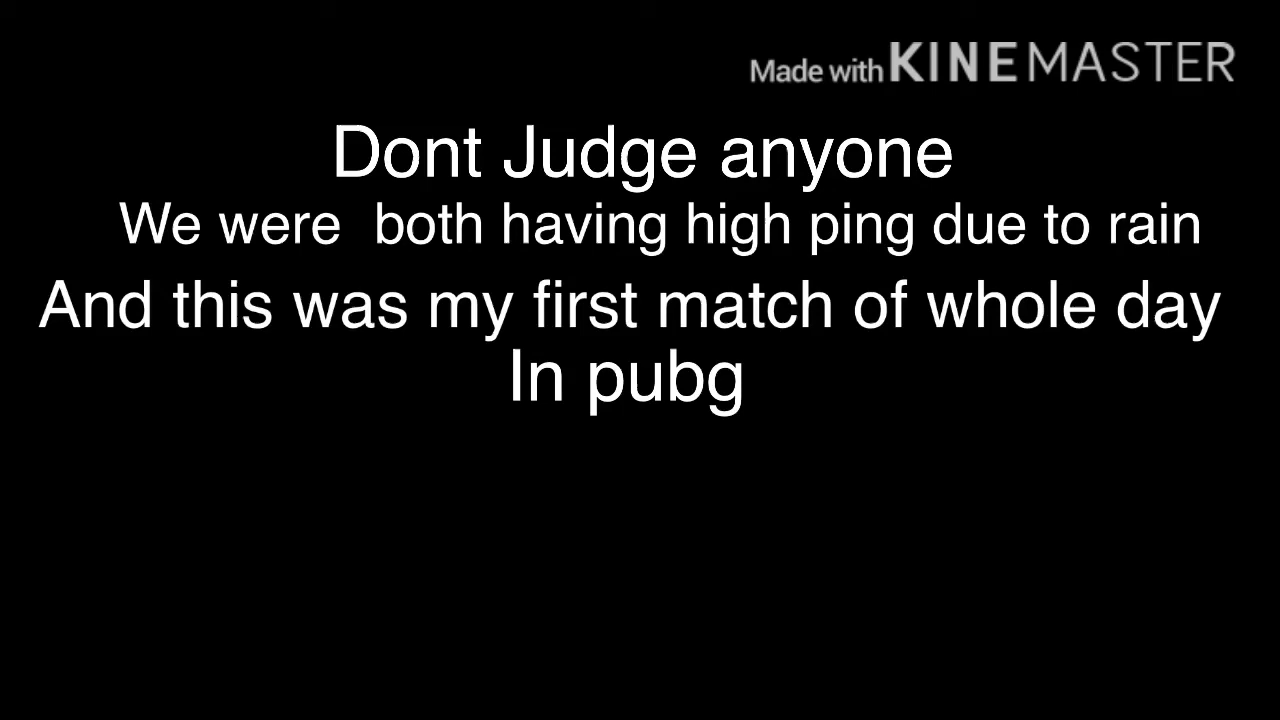 Made with KINEMASTER
Dont Judge anyone
We were both having high ping due to rain
And this was my first match of whole day
In pubg